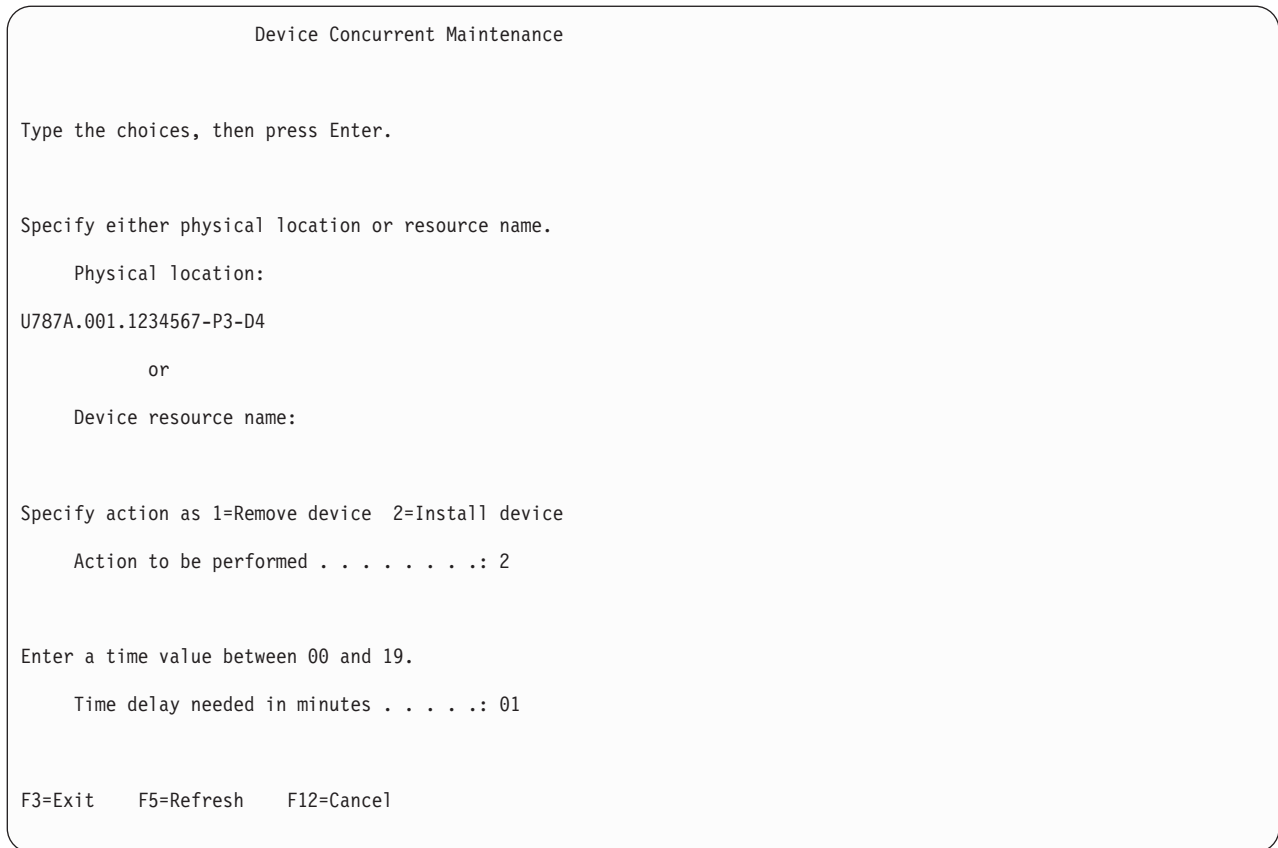 Device Concurrent Maintenance
Type the choices, then press Enter.
Specify either physical location or resource name.
Physical location:
U787A.001.1234567-P3-D4
or
Device resource name:
Specify action as 1=Remove device 2=Install device
Action to be performed . . . . . . . .: 2
Enter a time value between 00 and 19.
Time delay needed in minutes . . . . .: 01
F3=Exit F5=Refresh F12=Cancel